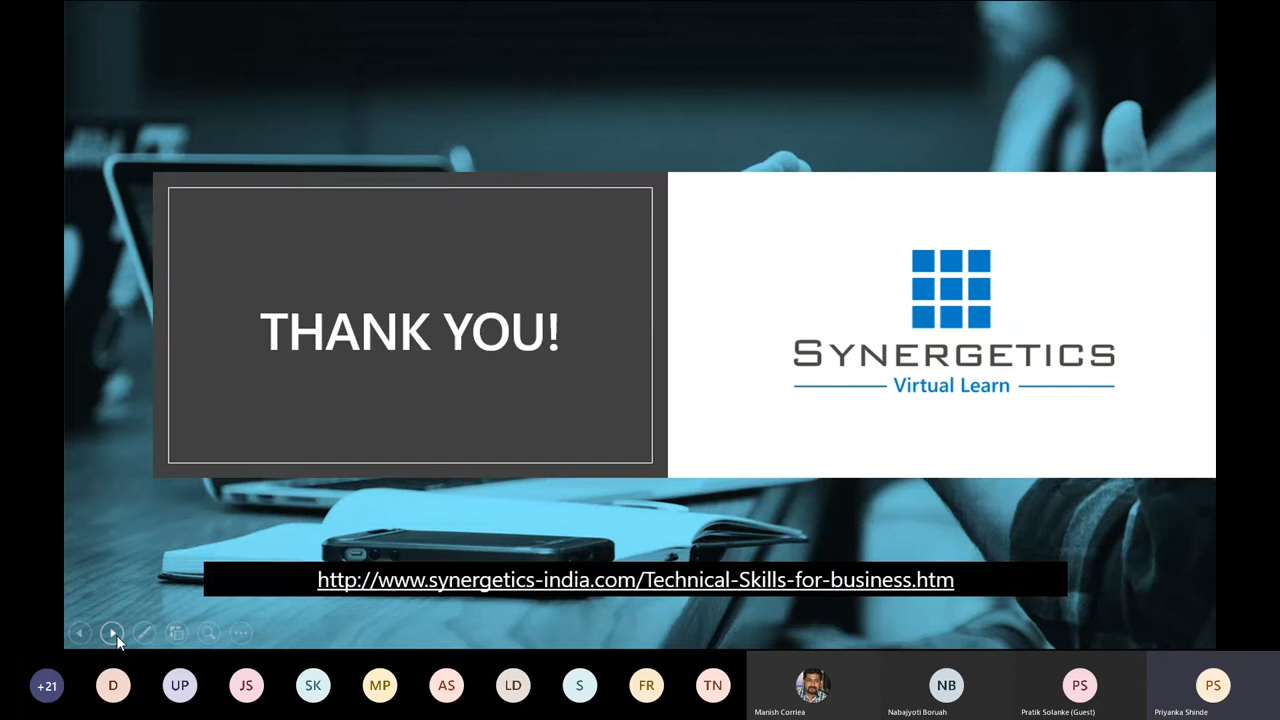 THANK YOU!
SYNERGETICS
Virtual Learn
http://www.synergetics-india.com/Technical-Skills-for-business.htm
+21
D
UP
JS
SK
MP
AS
LD
S
FR
TN
NB
PS
PS
Manish Corriea
Nabajyoti Boruah
Pratik Solanke (Guest)
Priyanka Shinde